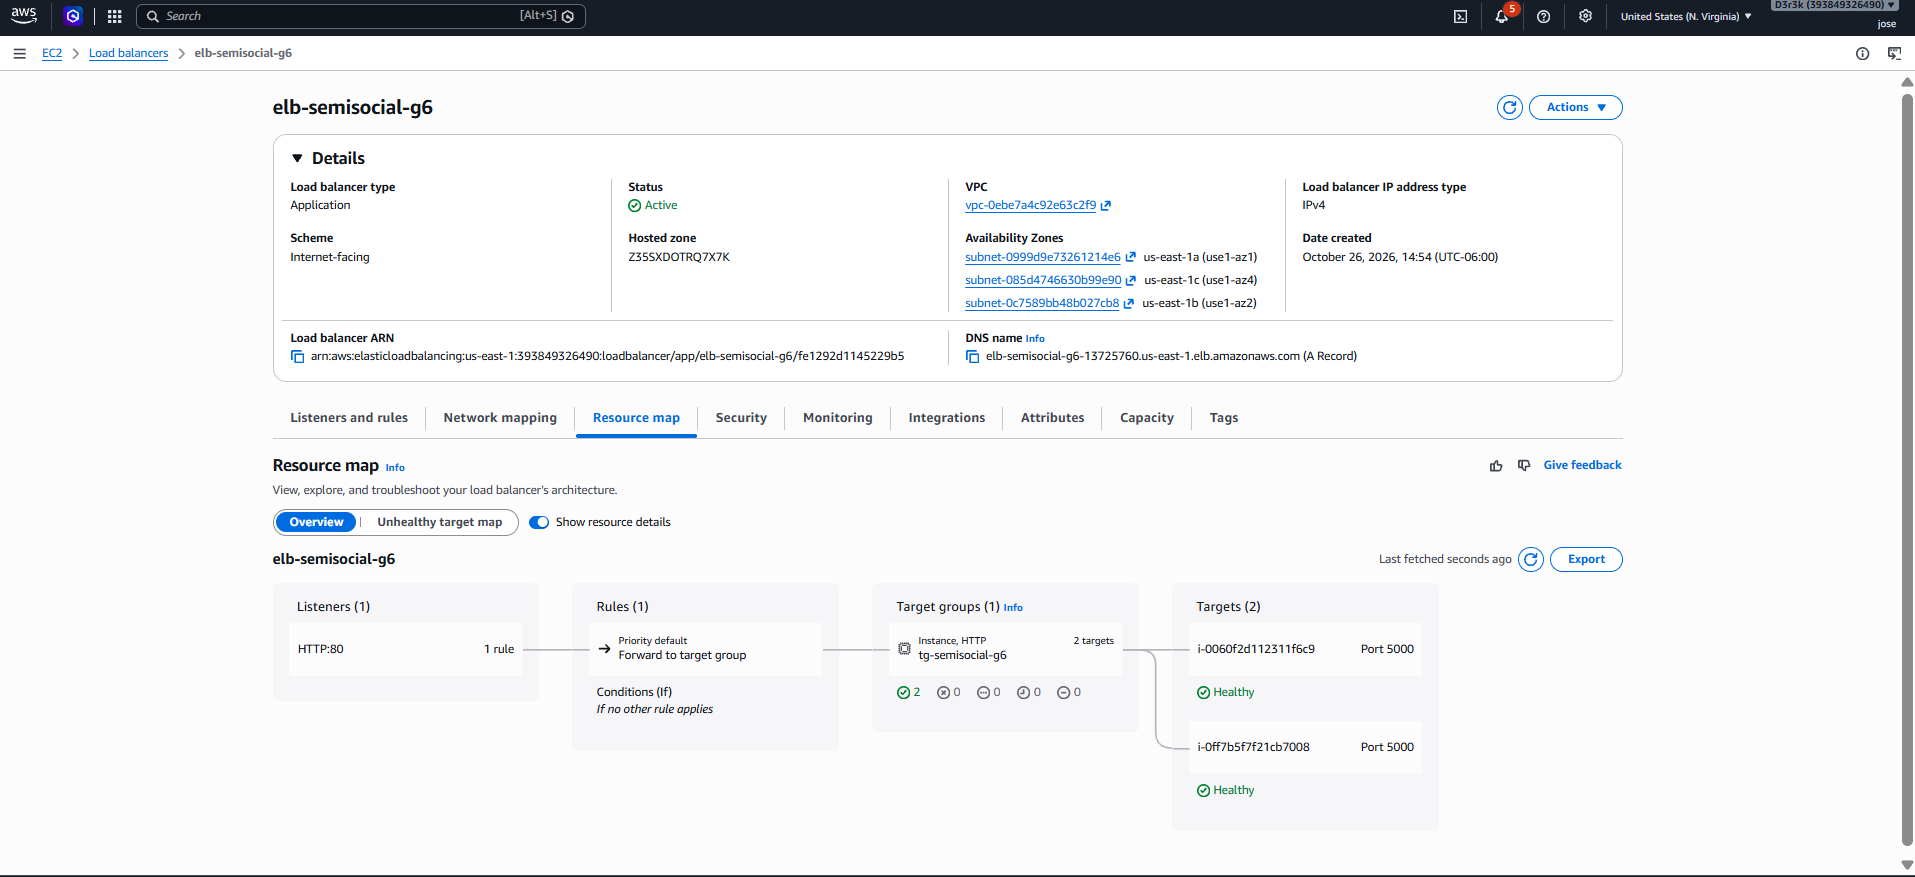 aws
Search [Alt+S]
5
United States (N. Virginia)
D3r3k (393849326490)
jose
EC2 Load balancers elb-semisocial-g6
elb-semisocial-g6
Actions
Details
Load balancer type
Application
Status
Active
VPC
vpc-0ebe7a4c92e63c2f9
Load balancer IP address type
IPv4
Scheme
Internet-facing
Hosted zone
Z35SXDOTRQ7X7K
Availability Zones
subnet-0999d9e73261214e6 us-east-1a (use1-az1)
subnet-085d4746630b99e90 us-east-1c (use1-az4)
subnet-0c7589bb48b027cb8 us-east-1b (use1-az2)
Date created
October 26, 2026, 14:54 (UTC-06:00)
Load balancer ARN
arn:aws:elasticloadbalancing:us-east-1:393849326490:loadbalancer/app/elb-semisocial-g6/fe1292d1145229b5
DNS name Info
elb-semisocial-g6-13725760.us-east-1.elb.amazonaws.com (A Record)
Listeners and rules Network mapping Resource map Security Monitoring Integrations Attributes Capacity Tags
Resource map Info
Give feedback
View, explore, and troubleshoot your load balancer's architecture.
Overview Unhealthy target map Show resource details
elb-semisocial-g6
Last fetched seconds ago Export
Listeners (1)
HTTP:80 1 rule
Rules (1)
Priority default
Forward to target group
Conditions (If)
If no other rule applies
Target groups (1) Info
Instance, HTTP 2 targets
tg-semisocial-g6
2 0 0 0 0
Targets (2)
i-0060f2d112311f6c9 Port 5000
Healthy
i-0ff7b5f7f21cb7008 Port 5000
Healthy